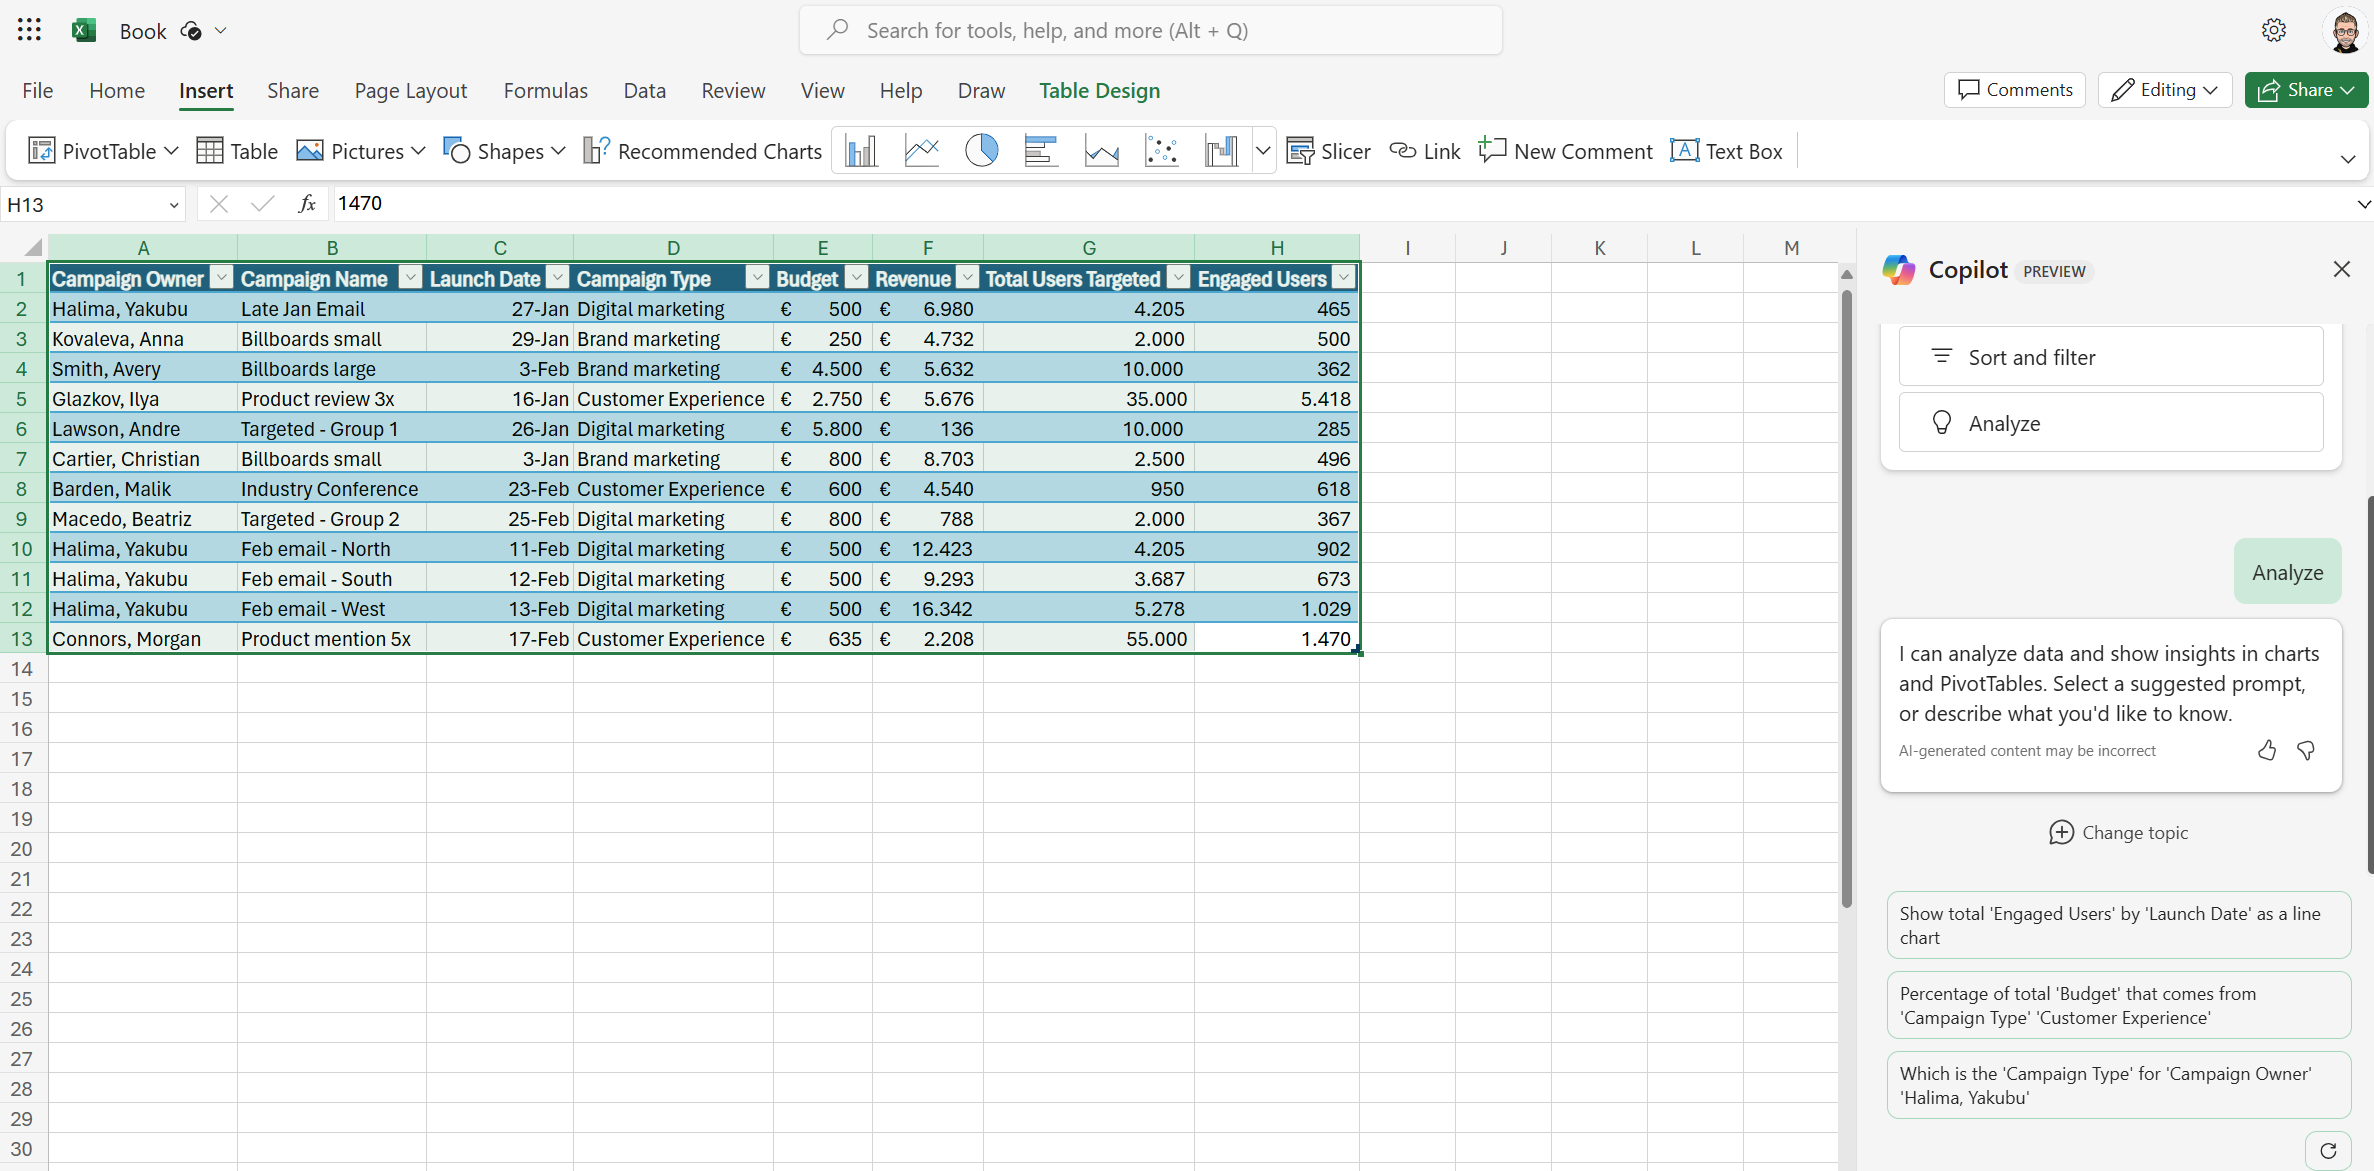 Book
Search for tools, help, and more (Alt + Q)
File Home Insert Share Page Layout Formulas Data Review View Help Draw Table Design Comments Editing Share
PivotTable Table Pictures Shapes Recommended Charts Slicer Link New Comment Text Box
H13 fx 1470
A B C D E F G H I J K L M
1 Campaign Owner Campaign Name Launch Date Campaign Type Budget Revenue Total Users Targeted Engaged Users
2 Halima, Yakubu Late Jan Email 27-Jan Digital marketing € 500 € 6.980 4.205 465
3 Kovaleva, Anna Billboards small 29-Jan Brand marketing € 250 € 4.732 2.000 500
4 Smith, Avery Billboards large 3-Feb Brand marketing € 4.500 € 5.632 10.000 362
5 Glazkov, Ilya Product review 3x 16-Jan Customer Experience € 2.750 € 5.676 35.000 5.418
6 Lawson, Andre Targeted - Group 1 26-Jan Digital marketing € 5.800 € 136 10.000 285
7 Cartier, Christian Billboards small 3-Jan Brand marketing € 800 € 8.703 2.500 496
8 Barden, Malik Industry Conference 23-Feb Customer Experience € 600 € 4.540 950 618
9 Macedo, Beatriz Targeted - Group 2 25-Feb Digital marketing € 800 € 788 2.000 367
10 Halima, Yakubu Feb email - North 11-Feb Digital marketing € 500 € 12.423 4.205 902
11 Halima, Yakubu Feb email - South 12-Feb Digital marketing € 500 € 9.293 3.687 673
12 Halima, Yakubu Feb email - West 13-Feb Digital marketing € 500 € 16.342 5.278 1.029
13 Connors, Morgan Product mention 5x 17-Feb Customer Experience € 635 € 2.208 55.000 1.470
14
15
16
17
18
19
20
21
22
23
24
25
26
27
28
29
30
Copilot PREVIEW
Sort and filter
Analyze
Analyze
I can analyze data and show insights in charts
and PivotTables. Select a suggested prompt,
or describe what you'd like to know.
AI-generated content may be incorrect
Change topic
Show total 'Engaged Users' by 'Launch Date' as a line
chart
Percentage of total 'Budget' that comes from
'Campaign Type' 'Customer Experience'
Which is the 'Campaign Type' for 'Campaign Owner'
'Halima, Yakubu'